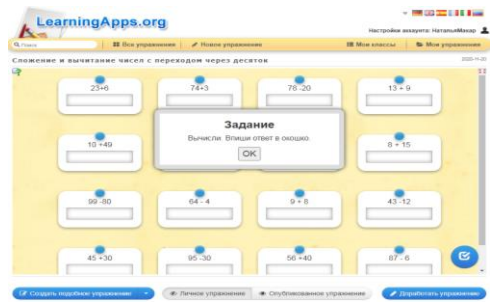 LearningApps.org
Настройки аккаунта: НатальяМакар
Поиск
Все упражнения
Новое упражнение
Мои классы
Мои упражнения
Сложение и вычитание чисел с переходом через десяток
23+6
74+3
78 -20
13 + 9
Задание
Вычисли. Впиши ответ в окошко.
OK
10 +49
8 + 15
99 -80
64 - 4
9 + 8
43 -12
45 +30
95 -30
56 +40
87 - 6
Создать подобное упражнение
Личное упражнение
Опубликованное упражнение
Доработать упражнение